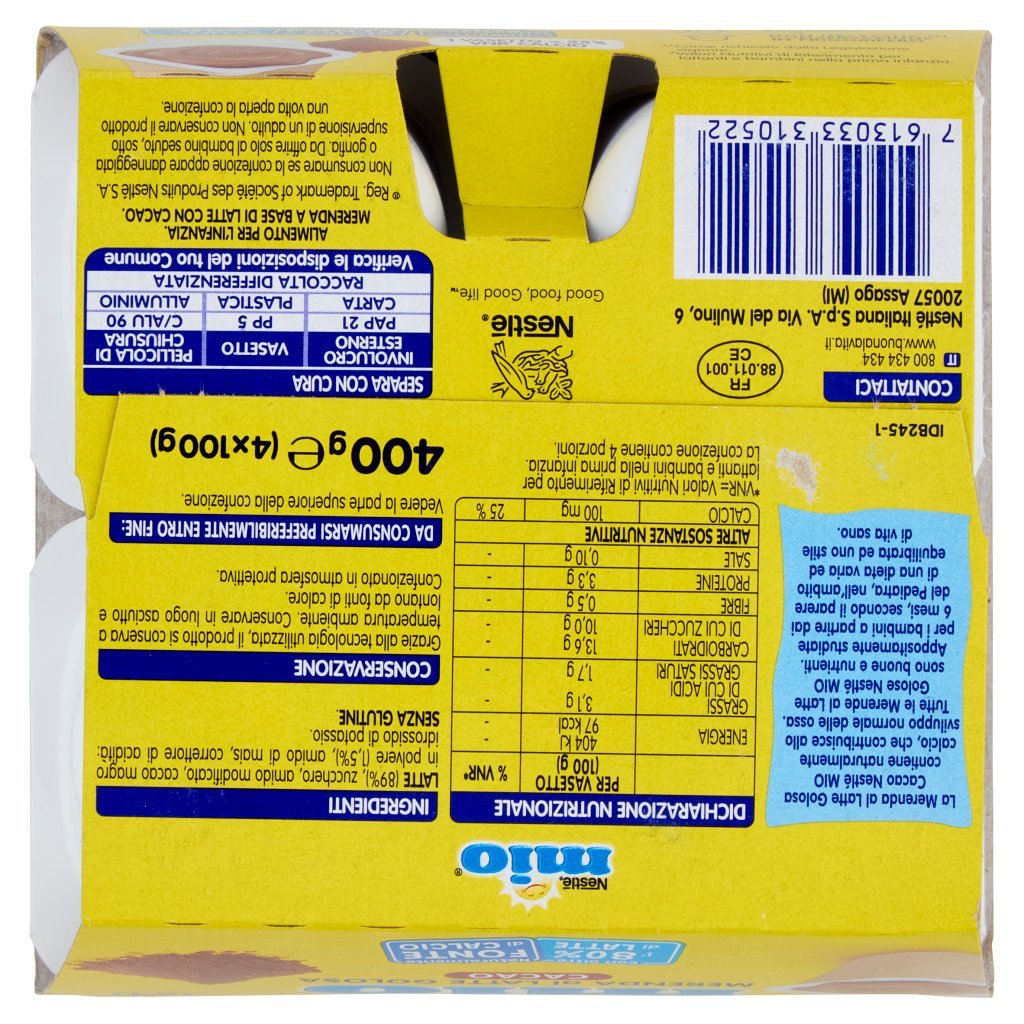 MERENDA al LATTE GOLOSA
CACAO
l'80%
di LATTE
Naturalmente
FONTE
di CALCIO
Nestlé®
mio®
La Merenda al Latte Golosa
Cacao Nestlé MIO
contiene naturalmente
calcio, che contribuisce allo
sviluppo normale delle ossa.
Tutte le Merende al Latte
Golose Nestlé MIO
sono buone e nutrienti.
Appositamente studiate
per i bambini a partire dai
6 mesi, secondo il parere
del Pediatra, nell'ambito
di una dieta varia ed
equilibrata ed uno stile
di vita sano.
IDB245-1
DICHIARAZIONE NUTRIZIONALE
PER VASETTO (100 g) % VNR*
ENERGIA 404 kJ -
97 kcal -
GRASSI 3,1 g -
DI CUI ACIDI
GRASSI SATURI 1,7 g -
CARBOIDRATI 13,6 g -
DI CUI ZUCCHERI 10,0 g -
FIBRE 0,5 g -
PROTEINE 3,3 g -
SALE 0,10 g -
ALTRE SOSTANZE NUTRITIVE
CALCIO 100 mg 25 %
*VNR= Valori Nutritivi di Riferimento per
lattanti e bambini nella prima infanzia.
La confezione contiene 4 porzioni.
INGREDIENTI
LATTE (89%), zucchero, amido modificato, cacao magro
in polvere (1,5%), amido di mais, correttore di acidità:
idrossido di potassio.
SENZA GLUTINE.
CONSERVAZIONE
Grazie alla tecnologia utilizzata, il prodotto si conserva a
temperatura ambiente. Conservare in luogo asciutto e
lontano da fonti di calore.
Confezionato in atmosfera protettiva.
DA CONSUMARSI PREFERIBILMENTE ENTRO FINE:
Vedere la parte superiore della confezione.
400 g ℮ (4x100 g)
CONTATTACI
IT 800 434 434
www.buonalavita.it
Nestlé Italiana S.p.A. Via del Mulino, 6
20057 Assago (MI)
FR
88.011.001
CE
7 613033 310522
Nestlé®
Good food, Good life™
SEPARA CON CURA
INVOLUCRO ESTERNO VASETTO PELLICOLA DI CHIUSURA
PAP 21 PP 5 C/ALU 90
CARTA PLASTICA ALLUMINIO
RACCOLTA DIFFERENZIATA
Verifica le disposizioni del tuo Comune
ALIMENTO PER L'INFANZIA.
MERENDA A BASE DI LATTE CON CACAO.
® Reg. Trademark of Société des Produits Nestlé S.A.
Non consumare se la confezione appare danneggiata
o gonfia. Da offrire solo al bambino seduto, sotto
supervisione di un adulto. Non conservare il prodotto
una volta aperta la confezione.
lattanti e bambini nella prima infanzia.